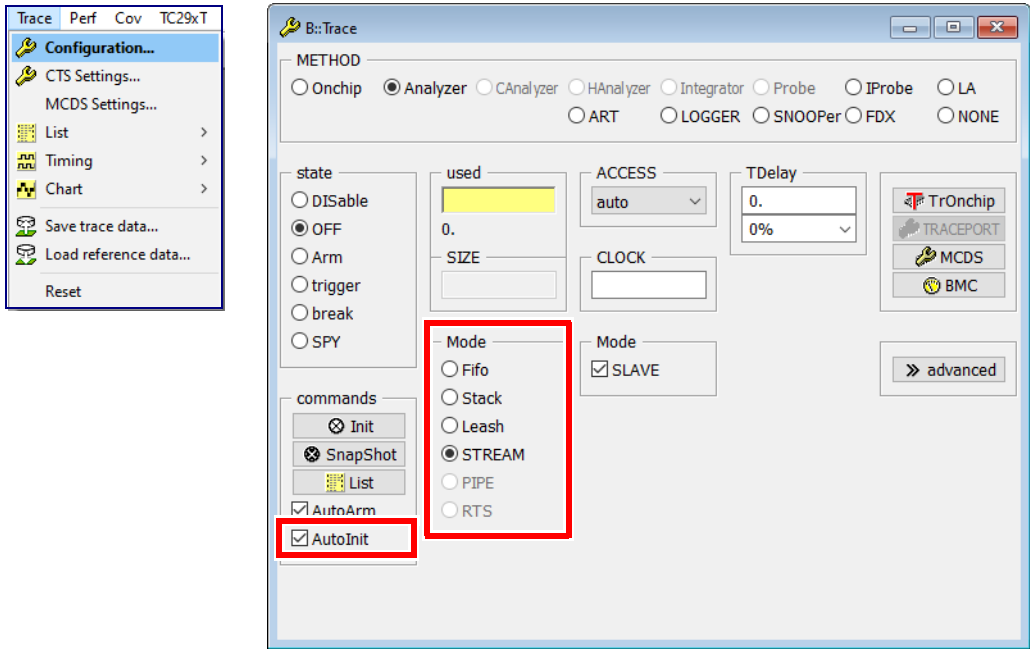 Trace Perf Cov TC29xT
Configuration...
CTS Settings...
MCDS Settings...
List
Timing
Chart
Save trace data...
Load reference data...
Reset
B::Trace
METHOD
Onchip Analyzer CAnalyzer HAnalyzer Integrator Probe IProbe LA
ART LOGGER SNOOPer FDX NONE
state
DISable
OFF
Arm
trigger
break
SPY
used
0.
SIZE
ACCESS
auto
CLOCK
TDelay
0.
0%
TrOnchip
TRACEPORT
MCDS
BMC
Mode
Fifo
Stack
Leash
STREAM
PIPE
RTS
Mode
SLAVE
advanced
commands
Init
SnapShot
List
AutoArm
AutoInit